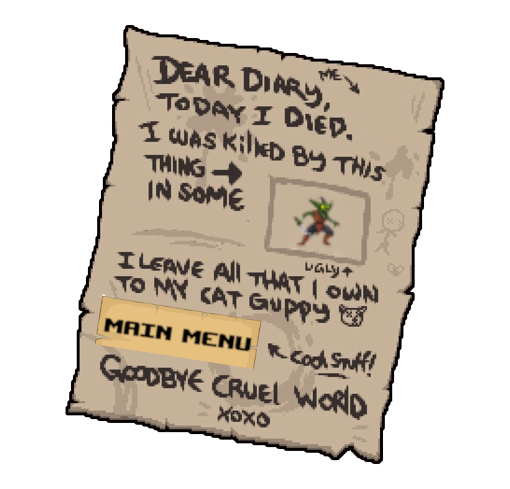 DEAR DIARY,
ME
TODAY I DIED.
I WAS KillED BY THIS
THING →
IN SOME
UGLY
I LEAVE All THAT I OWN
TO MY CAT GUPPY
MAIN MENU
Cool Stuff!
GOODBYE CRUEl WORlD
XOXO